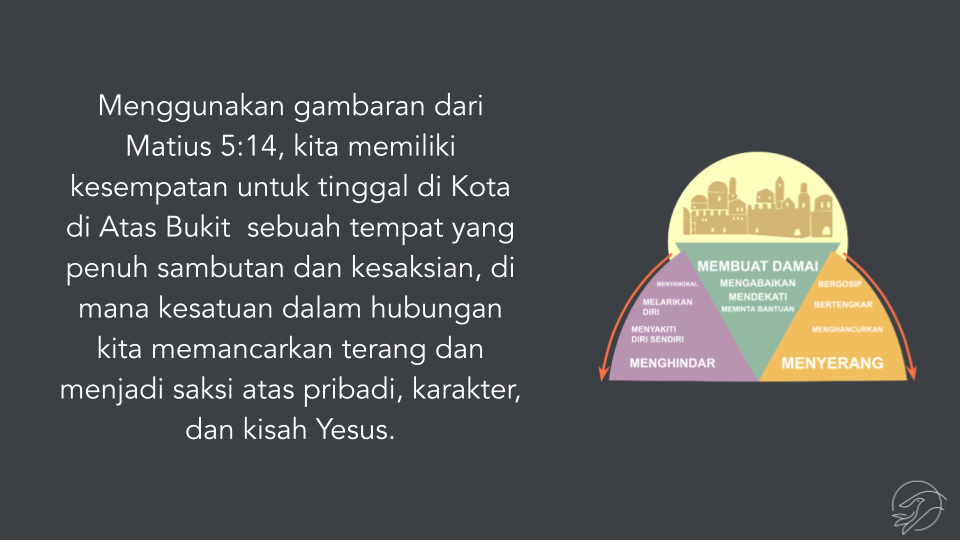 Menggunakan gambaran dari
Matius 5:14, kita memiliki
kesempatan untuk tinggal di Kota
di Atas Bukit  sebuah tempat yang
penuh sambutan dan kesaksian, di
mana kesatuan dalam hubungan
kita memancarkan terang dan
menjadi saksi atas pribadi, karakter,
dan kisah Yesus.
MEMBUAT DAMAI
MENGABAIKAN
MENDEKATI
MEMINTA BANTUAN
MENYANGKAL
MELARIKAN
DIRI
MENYAKITI
DIRI SENDIRI
MENGHINDAR
BERGOSIP
BERTENGKAR
MENGHANCURKAN
MENYERANG